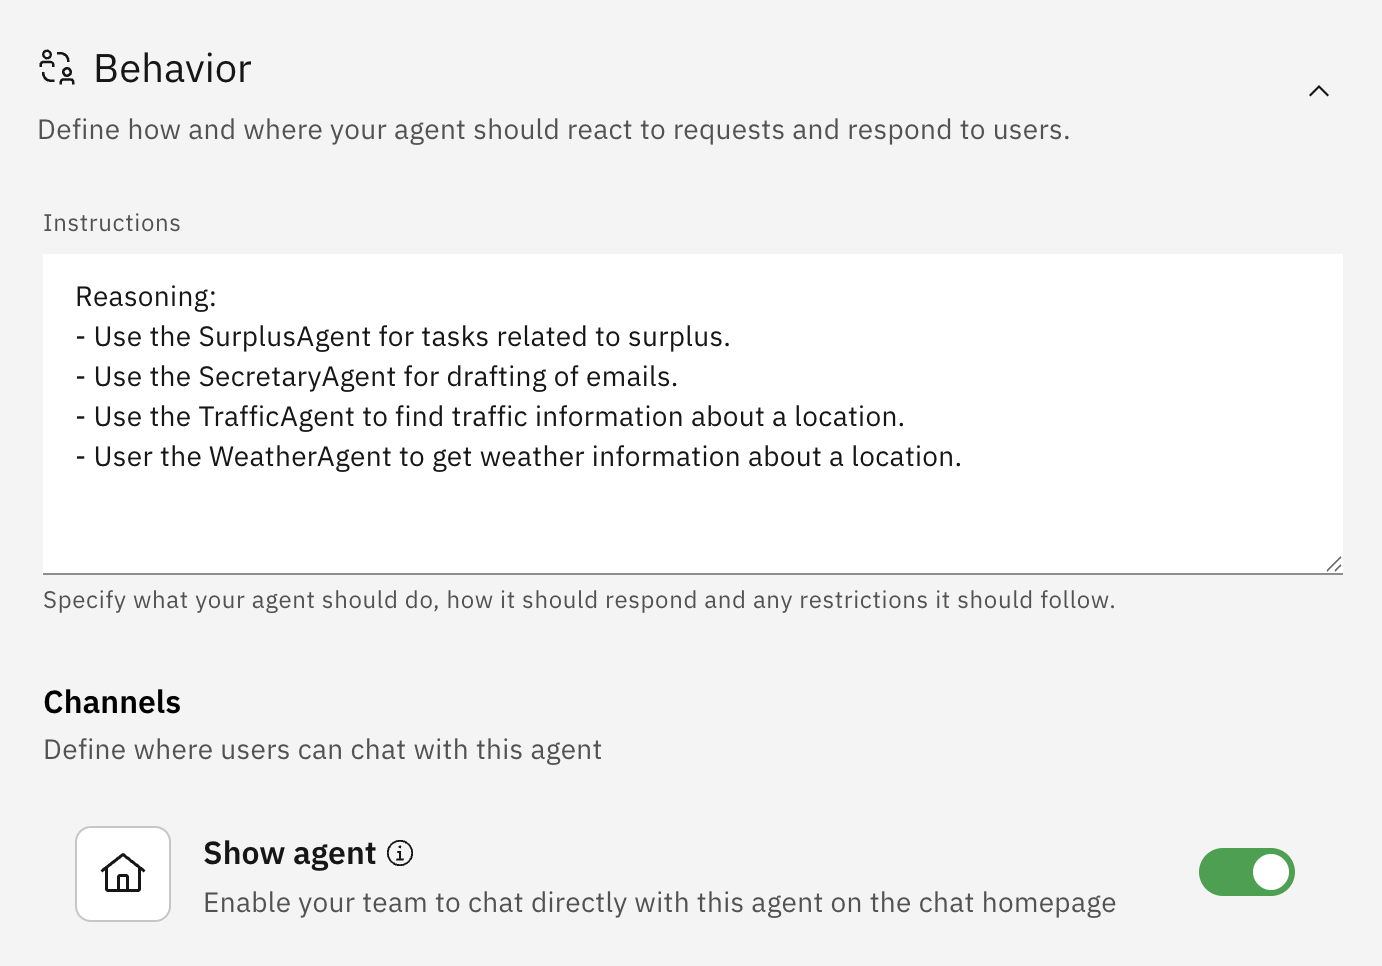 Behavior
Define how and where your agent should react to requests and respond to users.
Instructions
Reasoning:
- Use the SurplusAgent for tasks related to surplus.
- Use the SecretaryAgent for drafting of emails.
- Use the TrafficAgent to find traffic information about a location.
- User the WeatherAgent to get weather information about a location.
Specify what your agent should do, how it should respond and any restrictions it should follow.
Channels
Define where users can chat with this agent
Show agent
Enable your team to chat directly with this agent on the chat homepage